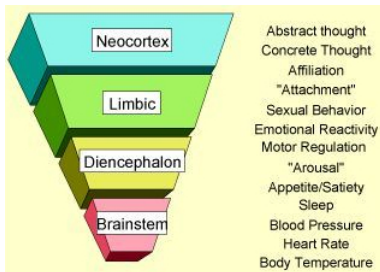 Neocortex
Limbic
Diencephalon
Brainstem
Abstract thought
Concrete Thought
Affiliation
"Attachment"
Sexual Behavior
Emotional Reactivity
Motor Regulation
"Arousal"
Appetite/Satiety
Sleep
Blood Pressure
Heart Rate
Body Temperature